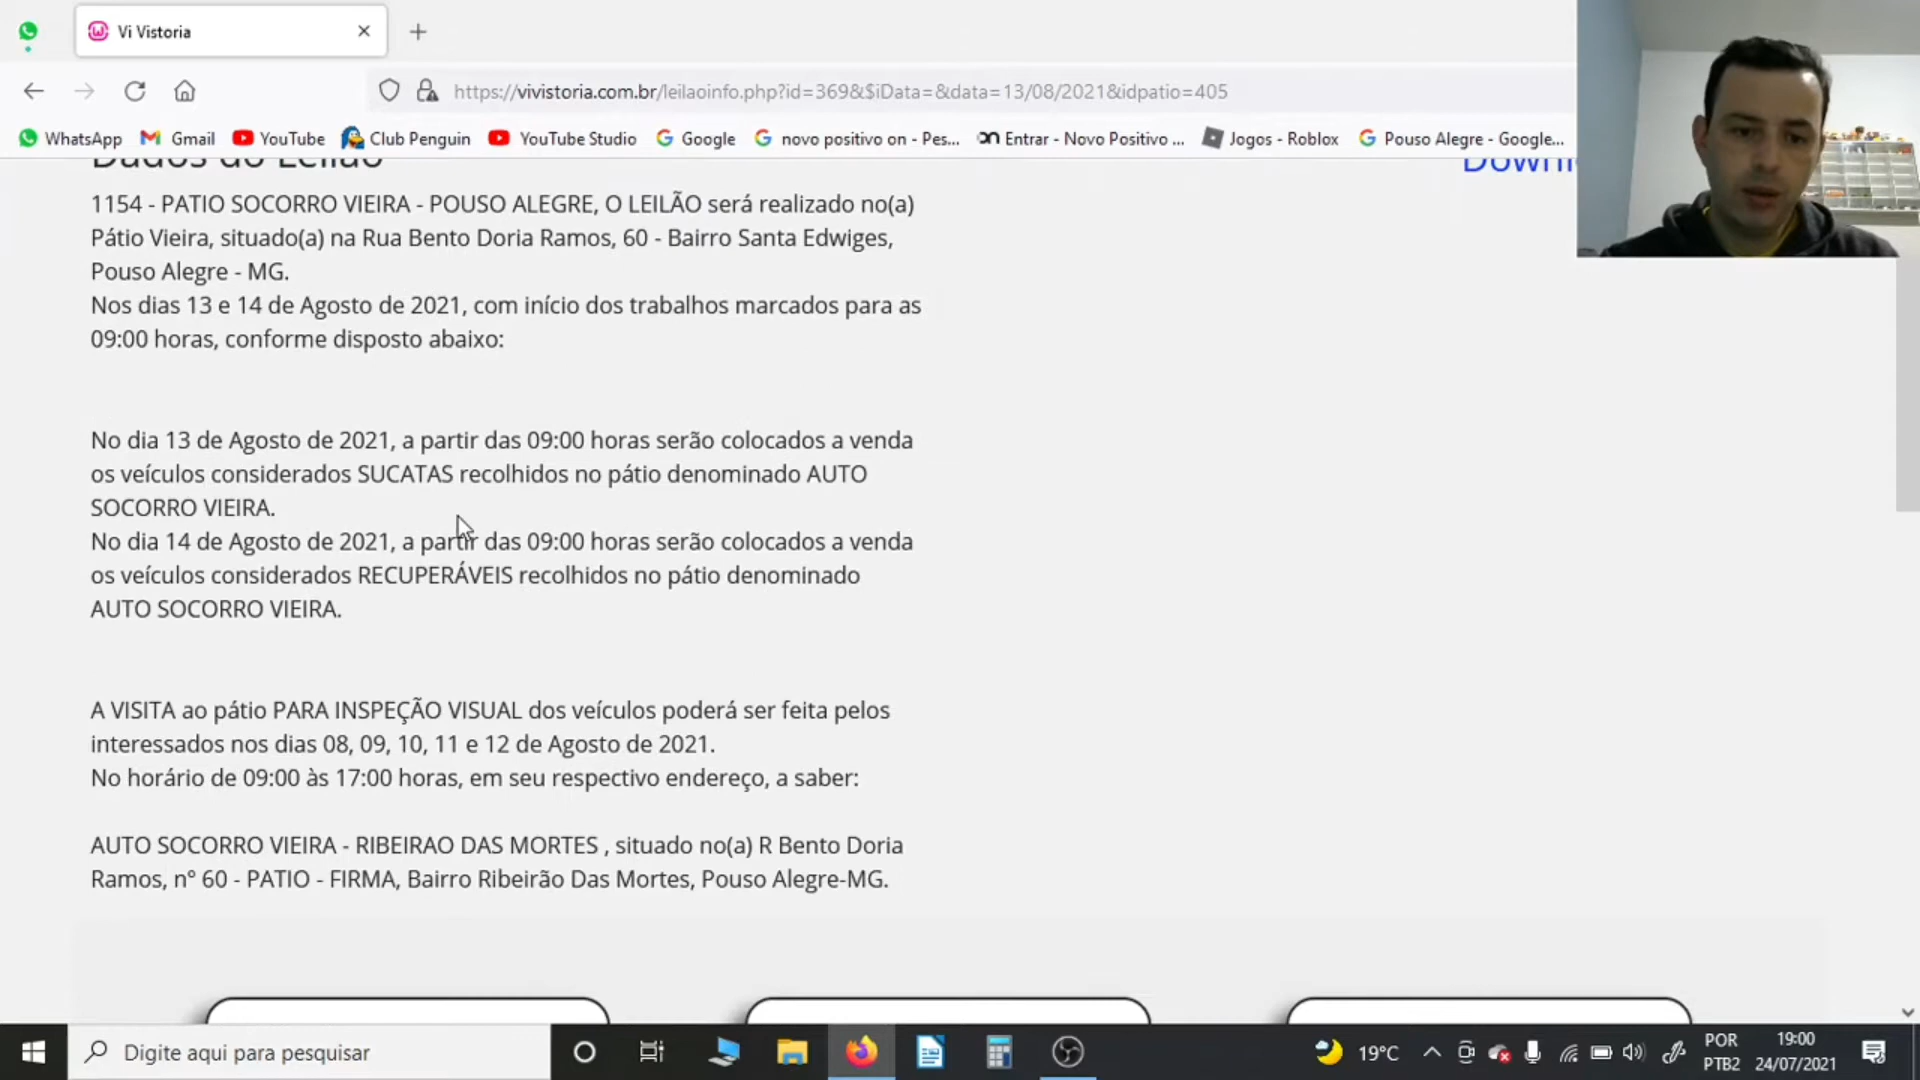 Vi Vistoria
https://vivistoria.com.br/leilaoinfo.php?id=369&$iData=&data=13/08/2021&idpatio=405
WhatsApp Gmail YouTube Club Penguin YouTube Studio Google novo positivo on - Pes... Entrar - Novo Positivo ... Jogos - Roblox Pouso Alegre - Google...
Dados do Leilão
1154 - PATIO SOCORRO VIEIRA - POUSO ALEGRE, O LEILÃO será realizado no(a)
Pátio Vieira, situado(a) na Rua Bento Doria Ramos, 60 - Bairro Santa Edwiges,
Pouso Alegre - MG.
Nos dias 13 e 14 de Agosto de 2021, com início dos trabalhos marcados para as
09:00 horas, conforme disposto abaixo:
No dia 13 de Agosto de 2021, a partir das 09:00 horas serão colocados a venda
os veículos considerados SUCATAS recolhidos no pátio denominado AUTO
SOCORRO VIEIRA.
No dia 14 de Agosto de 2021, a partir das 09:00 horas serão colocados a venda
os veículos considerados RECUPERÁVEIS recolhidos no pátio denominado
AUTO SOCORRO VIEIRA.
A VISITA ao pátio PARA INSPEÇÃO VISUAL dos veículos poderá ser feita pelos
interessados nos dias 08, 09, 10, 11 e 12 de Agosto de 2021.
No horário de 09:00 às 17:00 horas, em seu respectivo endereço, a saber:
AUTO SOCORRO VIEIRA - RIBEIRAO DAS MORTES , situado no(a) R Bento Doria
Ramos, nº 60 - PATIO - FIRMA, Bairro Ribeirão Das Mortes, Pouso Alegre-MG.
Digite aqui para pesquisar
19°C
POR
PTB2
19:00
24/07/2021